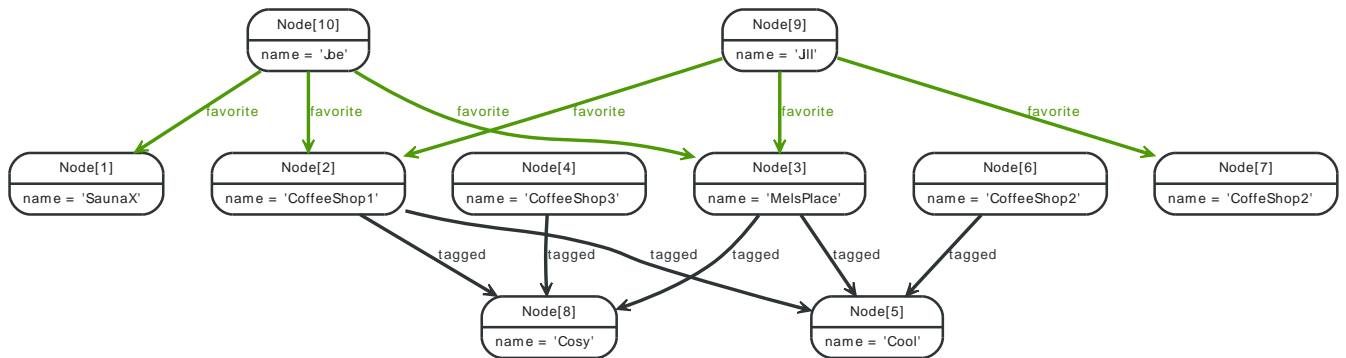 Node[10]
name = 'Joe'
Node[9]
name = 'Jill'
favorite
favorite
favorite
favorite
favorite
favorite
Node[1]
name = 'SaunaX'
Node[2]
name = 'CoffeeShop1'
Node[4]
name = 'CoffeeShop3'
Node[3]
name = 'MelsPlace'
Node[6]
name = 'CoffeeShop2'
Node[7]
name = 'CoffeShop2'
tagged
tagged
tagged
tagged
tagged
tagged
Node[8]
name = 'Cosy'
Node[5]
name = 'Cool'